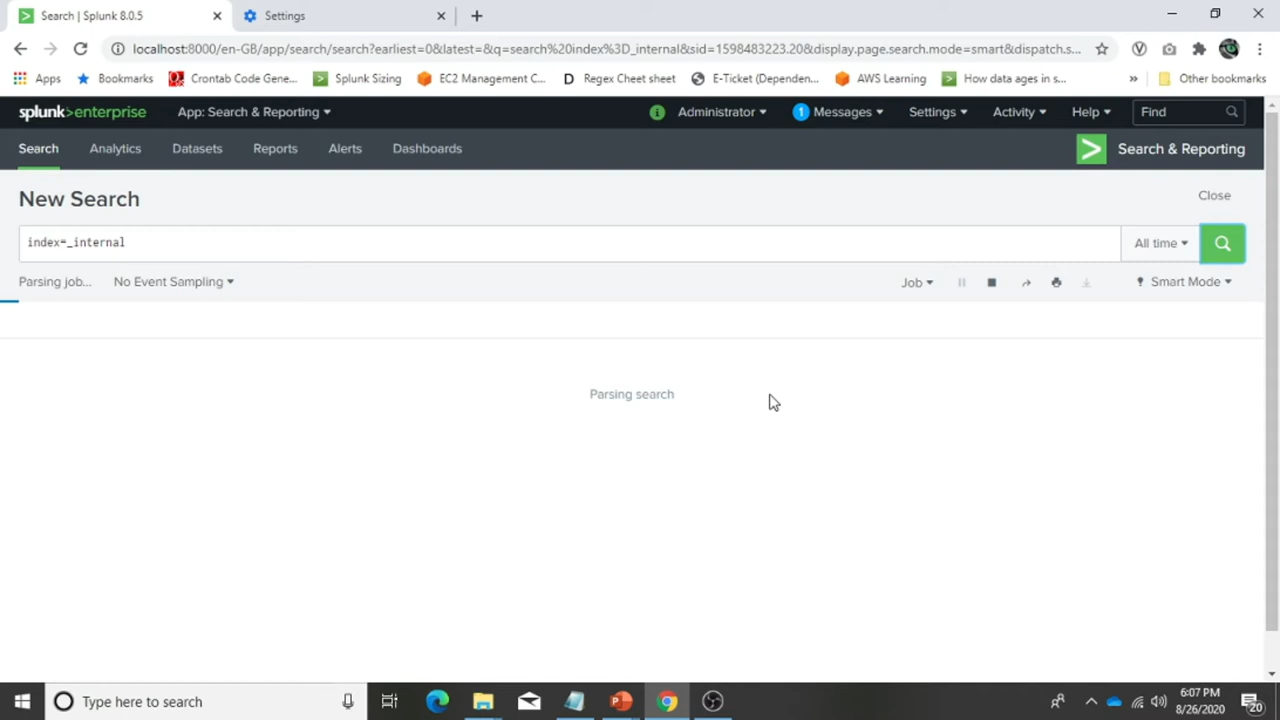 Search | Splunk 8.0.5
Settings
localhost:8000/en-GB/app/search/search?earliest=0&latest=&q=search%20index%3D_internal&sid=1598483223.20&display.page.search.mode=smart&dispatch.s...
Apps
Bookmarks
Crontab Code Gene...
Splunk Sizing
EC2 Management C...
Regex Cheet sheet
E-Ticket (Dependen...
AWS Learning
How data ages in s...
»
Other bookmarks
splunk>enterprise
App: Search & Reporting
i
Administrator
1 Messages
Settings
Activity
Help
Find
Search
Analytics
Datasets
Reports
Alerts
Dashboards
> Search & Reporting
New Search
Close
index=_internal
All time
Parsing job...
No Event Sampling
Job
Smart Mode
Parsing search
Type here to search
6:07 PM
8/26/2020
20